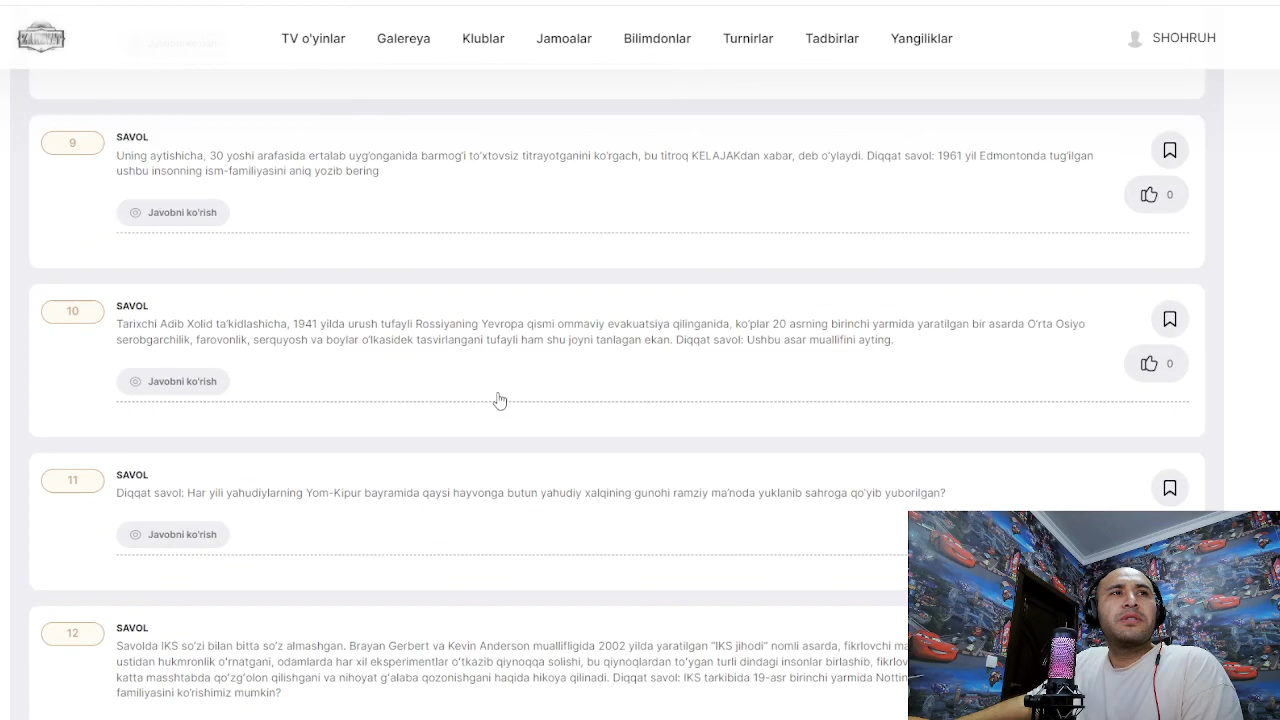 ZAKOVAT
TV o'yinlar
Galereya
Klublar
Jamoalar
Bilimdonlar
Turnirlar
Tadbirlar
Yangiliklar
SHOHRUH
9
SAVOL
Uning aytishicha, 30 yoshi arafasida ertalab uyg'onganida barmog'i to'xtovsiz titrayotganini ko'rgach, bu titroq KELAJAKdan xabar, deb o'ylaydi. Diqqat savol: 1961 yil Edmontonda tug'ilgan
ushbu insonning ism-familiyasini aniq yozib bering
0
Javobni ko'rish
10
SAVOL
Tarixchi Adib Xolid ta'kidlashicha, 1941 yilda urush tufayli Rossiyaning Yevropa qismi ommaviy evakuatsiya qilinganida, ko'plar 20 asrning birinchi yarmida yaratilgan bir asarda O'rta Osiyo
serobgarchilik, farovonlik, serquyosh va boylar o'lkasidek tasvirlangani tufayli ham shu joyni tanlagan ekan. Diqqat savol: Ushbu asar muallifini ayting.
0
Javobni ko'rish
11
SAVOL
Diqqat savol: Har yili yahudiylarning Yom-Kipur bayramida qaysi hayvonga butun yahudiy xalqining gunohi ramziy ma'noda yuklanib sahroga qo'yib yuborilgan?
Javobni ko'rish
12
SAVOL
Savolda IKS so'zi bilan bitta so'z almashgan. Brayan Gerbert va Kevin Anderson muallifligida 2002 yilda yaratilgan "IKS jihodi" nomli asarda, fikrlovchi ma
ustidan hukmronlik o'rnatgani, odamlarda har xil eksperimentlar o'tkazib qiynoqqa solishi, bu qiynoqlardan to'ygan turli dindagi insonlar birlashib, fikrlov
katta masshtabda qo'zg'olon qilishgani va nihoyat g'alaba qozonishgani haqida hikoya qilinadi. Diqqat savol: IKS tarkibida 19-asr birinchi yarmida Notting
familiyasini ko'rishimiz mumkin?